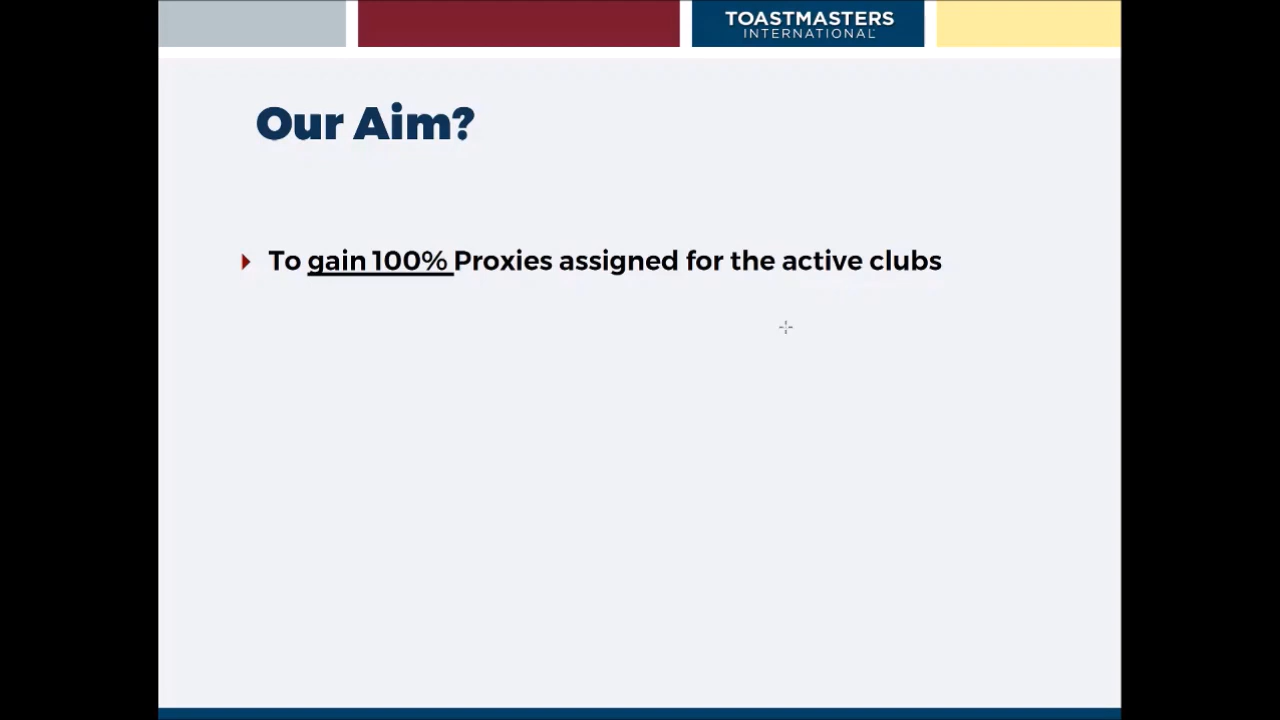 TOASTMASTERS
INTERNATIONAL
Our Aim?
To gain 100% Proxies assigned for the active clubs